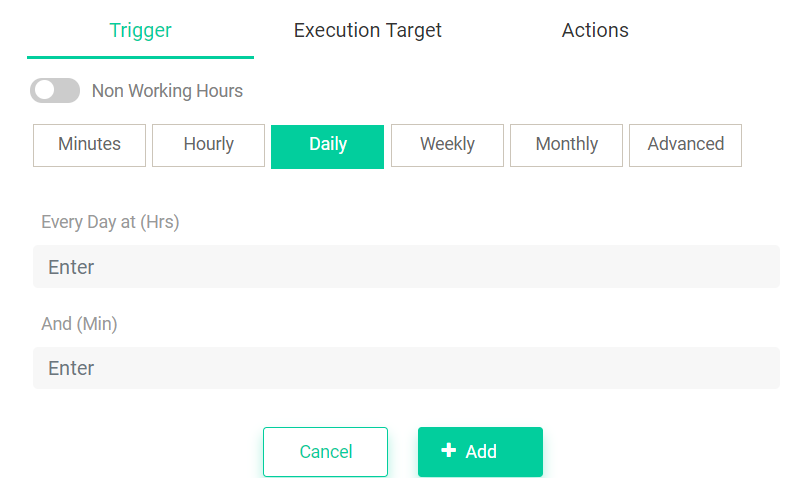 Trigger Execution Target Actions
Non Working Hours
Minutes Hourly Daily Weekly Monthly Advanced
Every Day at (Hrs)
Enter
And (Min)
Enter
Cancel Add